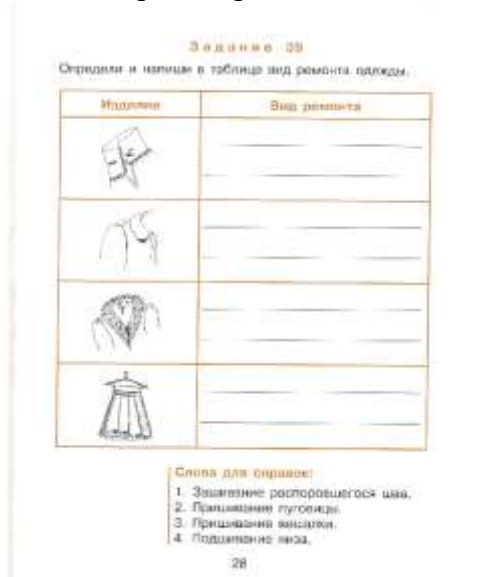 Задание 39
Определи и напиши в таблице вид ремонта одежды.
Изделие Вид ремонта
Слова для справок:
1. Зашивание распоровшегося шва.
2. Пришивание пуговицы.
3. Пришивание вешалки.
4. Подшивание низа.
28